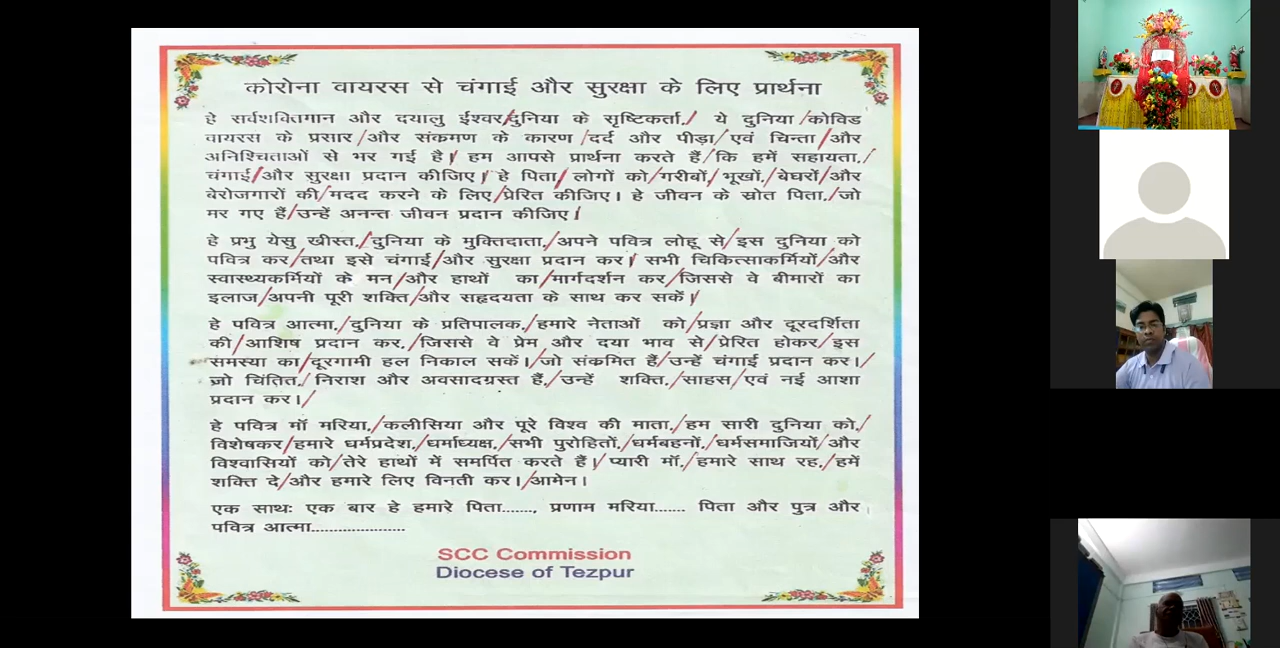 कोरोना वायरस से चंगाई और सुरक्षा के लिए प्रार्थना
हे सर्वशक्तिमान और दयालु ईश्वर/दुनिया के सृष्टिकर्ता,/ ये दुनिया /कोविड
वायरस के प्रसार /और संकमण के कारण /दर्द और पीड़ा/ एवं चिन्ता /और
अनिश्चिताओं से भर गई है।/ हम आपसे प्रार्थना करते हैं/कि हमें सहायता,/
चंगाई/और सुरक्षा प्रदान कीजिए।/ हे पिता/ लोगों को/गरीबों,/ भूखों,/बेघरों/और
बेरोजगारों की/मदद करने के लिए/प्रेरित कीजिए। हे जीवन के स्रोत पिता,/जो
मर गए हैं/उन्हें अनन्त जीवन प्रदान कीजिए।/
हे प्रभु येसु ख्रीस्त,/दुनिया के मुक्तिदाता,/अपने पवित्र लोहू से/इस दुनिया को
पवित्र कर/तथा इसे चंगाई/और सुरक्षा प्रदान कर।/ सभी चिकित्साकर्मियों/और
स्वास्थ्यकर्मियों के मन/और हाथों का/मार्गदर्शन कर/जिससे वे बीमारों का
इलाज/अपनी पूरी शक्ति/और सहृदयता के साथ कर सकें।/
हे पवित्र आत्मा,/दुनिया के प्रतिपालक,/हमारे नेताओं को/प्रज्ञा और दूरदर्शिता
की/आशिष प्रदान कर,/जिससे वे प्रेम और दया भाव से/प्रेरित होकर/इस
समस्या का/दूरगामी हल निकाल सकें।/जो संकमित हैं/उन्हें चंगाई प्रदान कर।/
जो चिंतित,/निराश और अवसादग्रस्त हैं,/उन्हें शक्ति,/साहस/एवं नई आशा
प्रदान कर।/
हे पवित्र माँ मरिया,/कलीसिया और पूरे विश्व की माता,/हम सारी दुनिया को,/
विशेषकर/हमारे धर्मप्रदेश,/धर्माध्यक्ष,/सभी पुरोहितों,/धर्मबहनों,/धर्मसमाजियों/और
विश्वासियों को/तेरे हाथों में समर्पित करते हैं।/प्यारी माँ,/हमारे साथ रह,/हमें
शक्ति दे/और हमारे लिए विनती कर।/आमेन।
एक साथः एक बार हे हमारे पिता......., प्रणाम मरिया....... पिता और पुत्र और
पवित्र आत्मा.....................
SCC Commission
Diocese of Tezpur